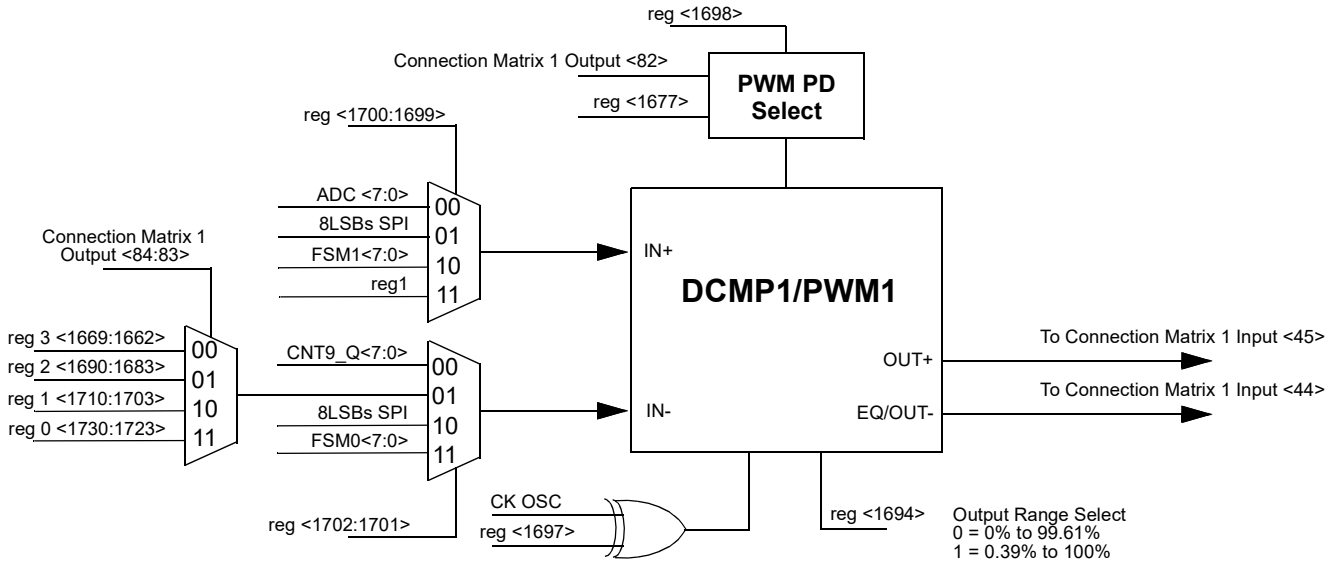 reg <1698>
Connection Matrix 1 Output <82>
PWM PD
Select
reg <1677>
reg <1700:1699>
ADC <7:0>
00
8LSBs SPI
01
FSM1<7:0>
10
reg1
11
IN+
DCMP1/PWM1
Connection Matrix 1
Output <84:83>
reg 3 <1669:1662>
00
reg 2 <1690:1683>
01
reg 1 <1710:1703>
10
reg 0 <1730:1723>
11
CNT9_Q<7:0>
00
01
8LSBs SPI
10
FSM0<7:0>
11
IN-
OUT+
To Connection Matrix 1 Input <45>
EQ/OUT-
To Connection Matrix 1 Input <44>
reg <1702:1701>
CK OSC
reg <1697>
reg <1694>
Output Range Select
0 = 0% to 99.61%
1 = 0.39% to 100%